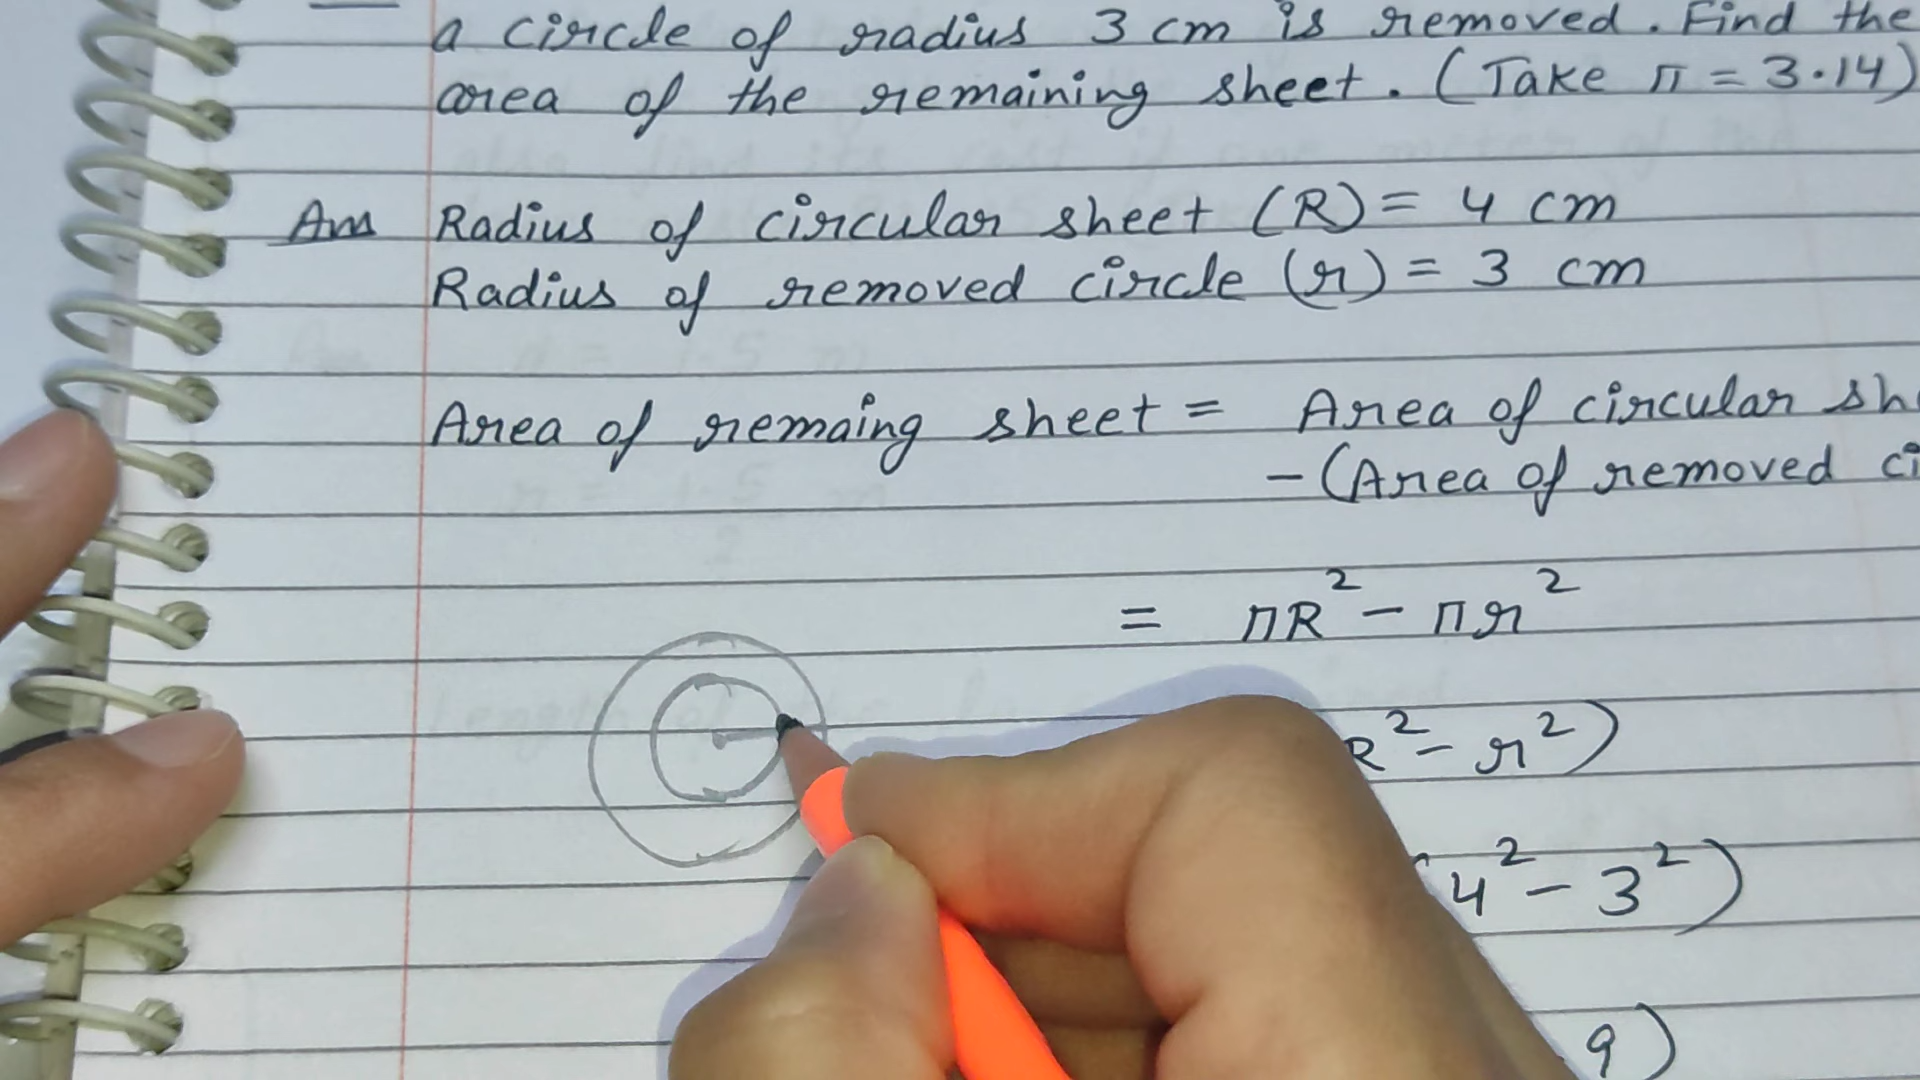 a circle of radius 3 cm is removed. Find the
area of the remaining sheet. (Take π = 3.14)
Ans Radius of circular sheet (R) = 4 cm
Radius of removed circle (r) = 3 cm
Area of remaing sheet = Area of circular
- (Area of removed
= πR² - πr²
R² - r²)
(4² - 3²)
9)